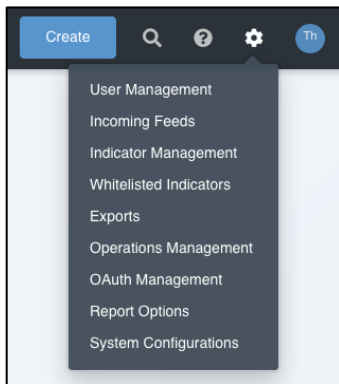 Create
Th
User Management
Incoming Feeds
Indicator Management
Whitelisted Indicators
Exports
Operations Management
OAuth Management
Report Options
System Configurations